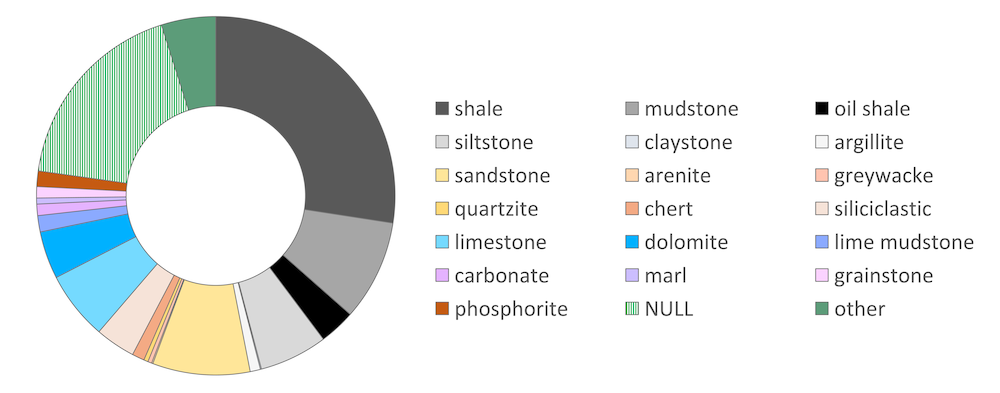 shale mudstone oil shale
siltstone claystone argillite
sandstone arenite greywacke
quartzite chert siliciclastic
limestone dolomite lime mudstone
carbonate marl grainstone
phosphorite NULL other